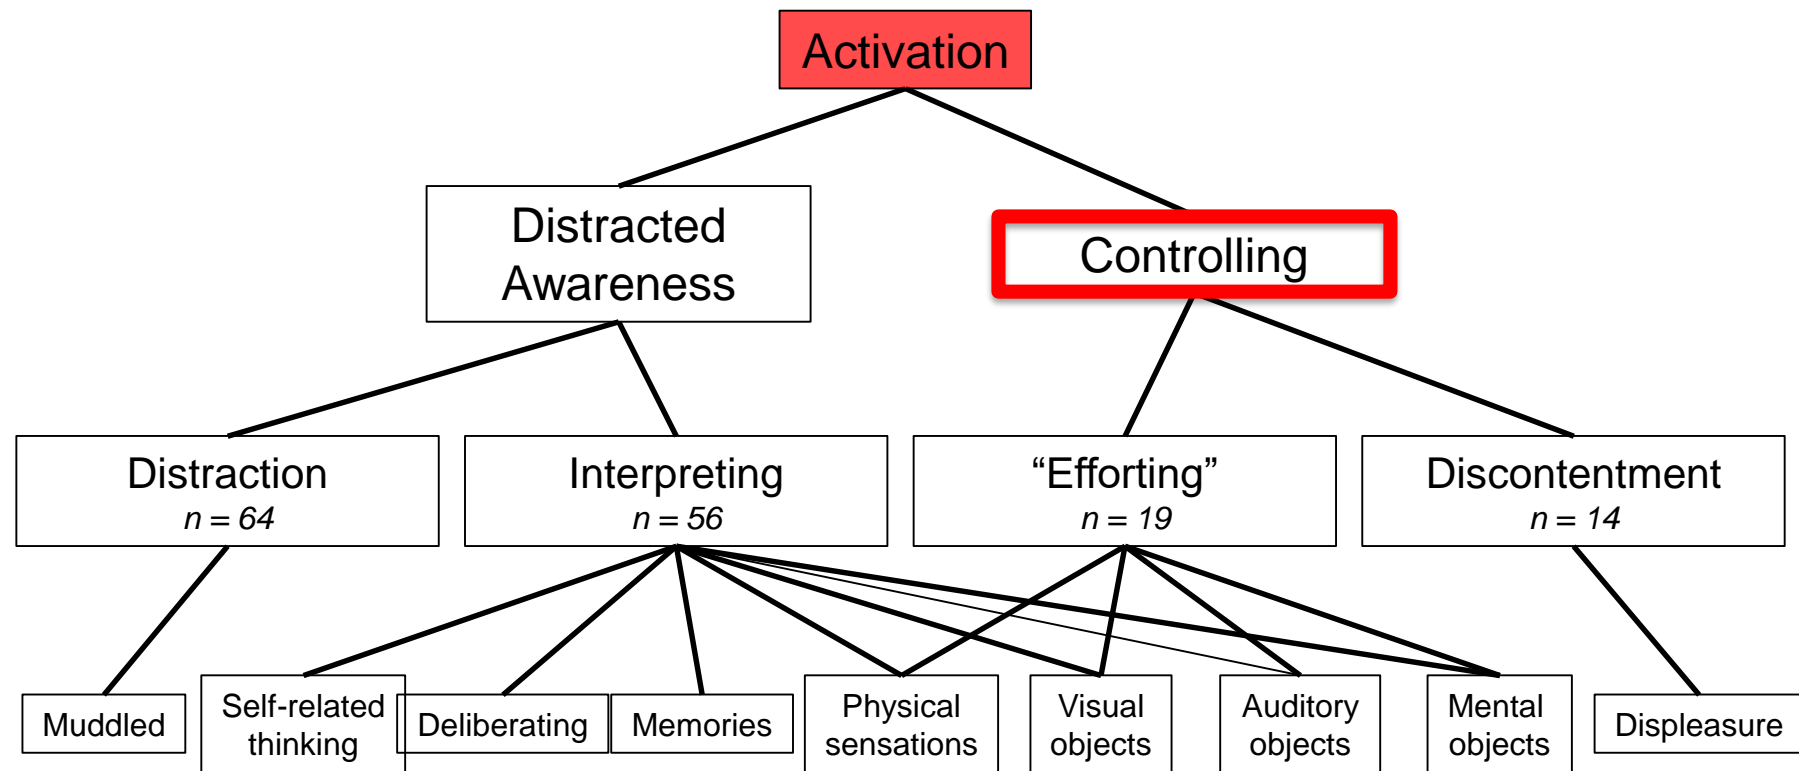 Activation
Distracted
Awareness
Controlling
Distraction
n = 64
Interpreting
n = 56
“Efforting”
n = 19
Discontentment
n = 14
Muddled
Self-related
thinking
Deliberating
Memories
Physical
sensations
Visual
objects
Auditory
objects
Mental
objects
Displeasure